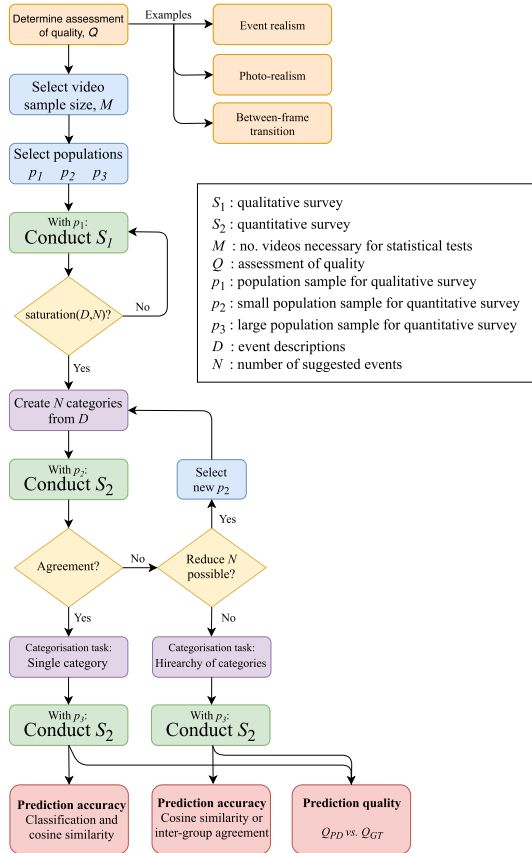 Determine assessment
of quality, Q
Examples
Event realism
Photo-realism
Between-frame
transition
Select video
sample size, M
Select populations
p1 p2 p3
With p1:
Conduct S1
saturation(D,N)?
No
Yes
S1 : qualitative survey
S2 : quantitative survey
M : no. videos necessary for statistical tests
Q : assessment of quality
p1 : population sample for qualitative survey
p2 : small population sample for quantitative survey
p3 : large population sample for quantitative survey
D : event descriptions
N : number of suggested events
Create N categories
from D
With p2:
Conduct S2
Select
new p2
Yes
Agreement?
No
Reduce N
possible?
Yes
No
Categorisation task:
Single category
Categorisation task:
Hirearchy of categories
With p3:
Conduct S2
With p3:
Conduct S2
Prediction accuracy
Classification and
cosine similarity
Prediction accuracy
Cosine similarity or
inter-group agreement
Prediction quality
QPD vs. QGT